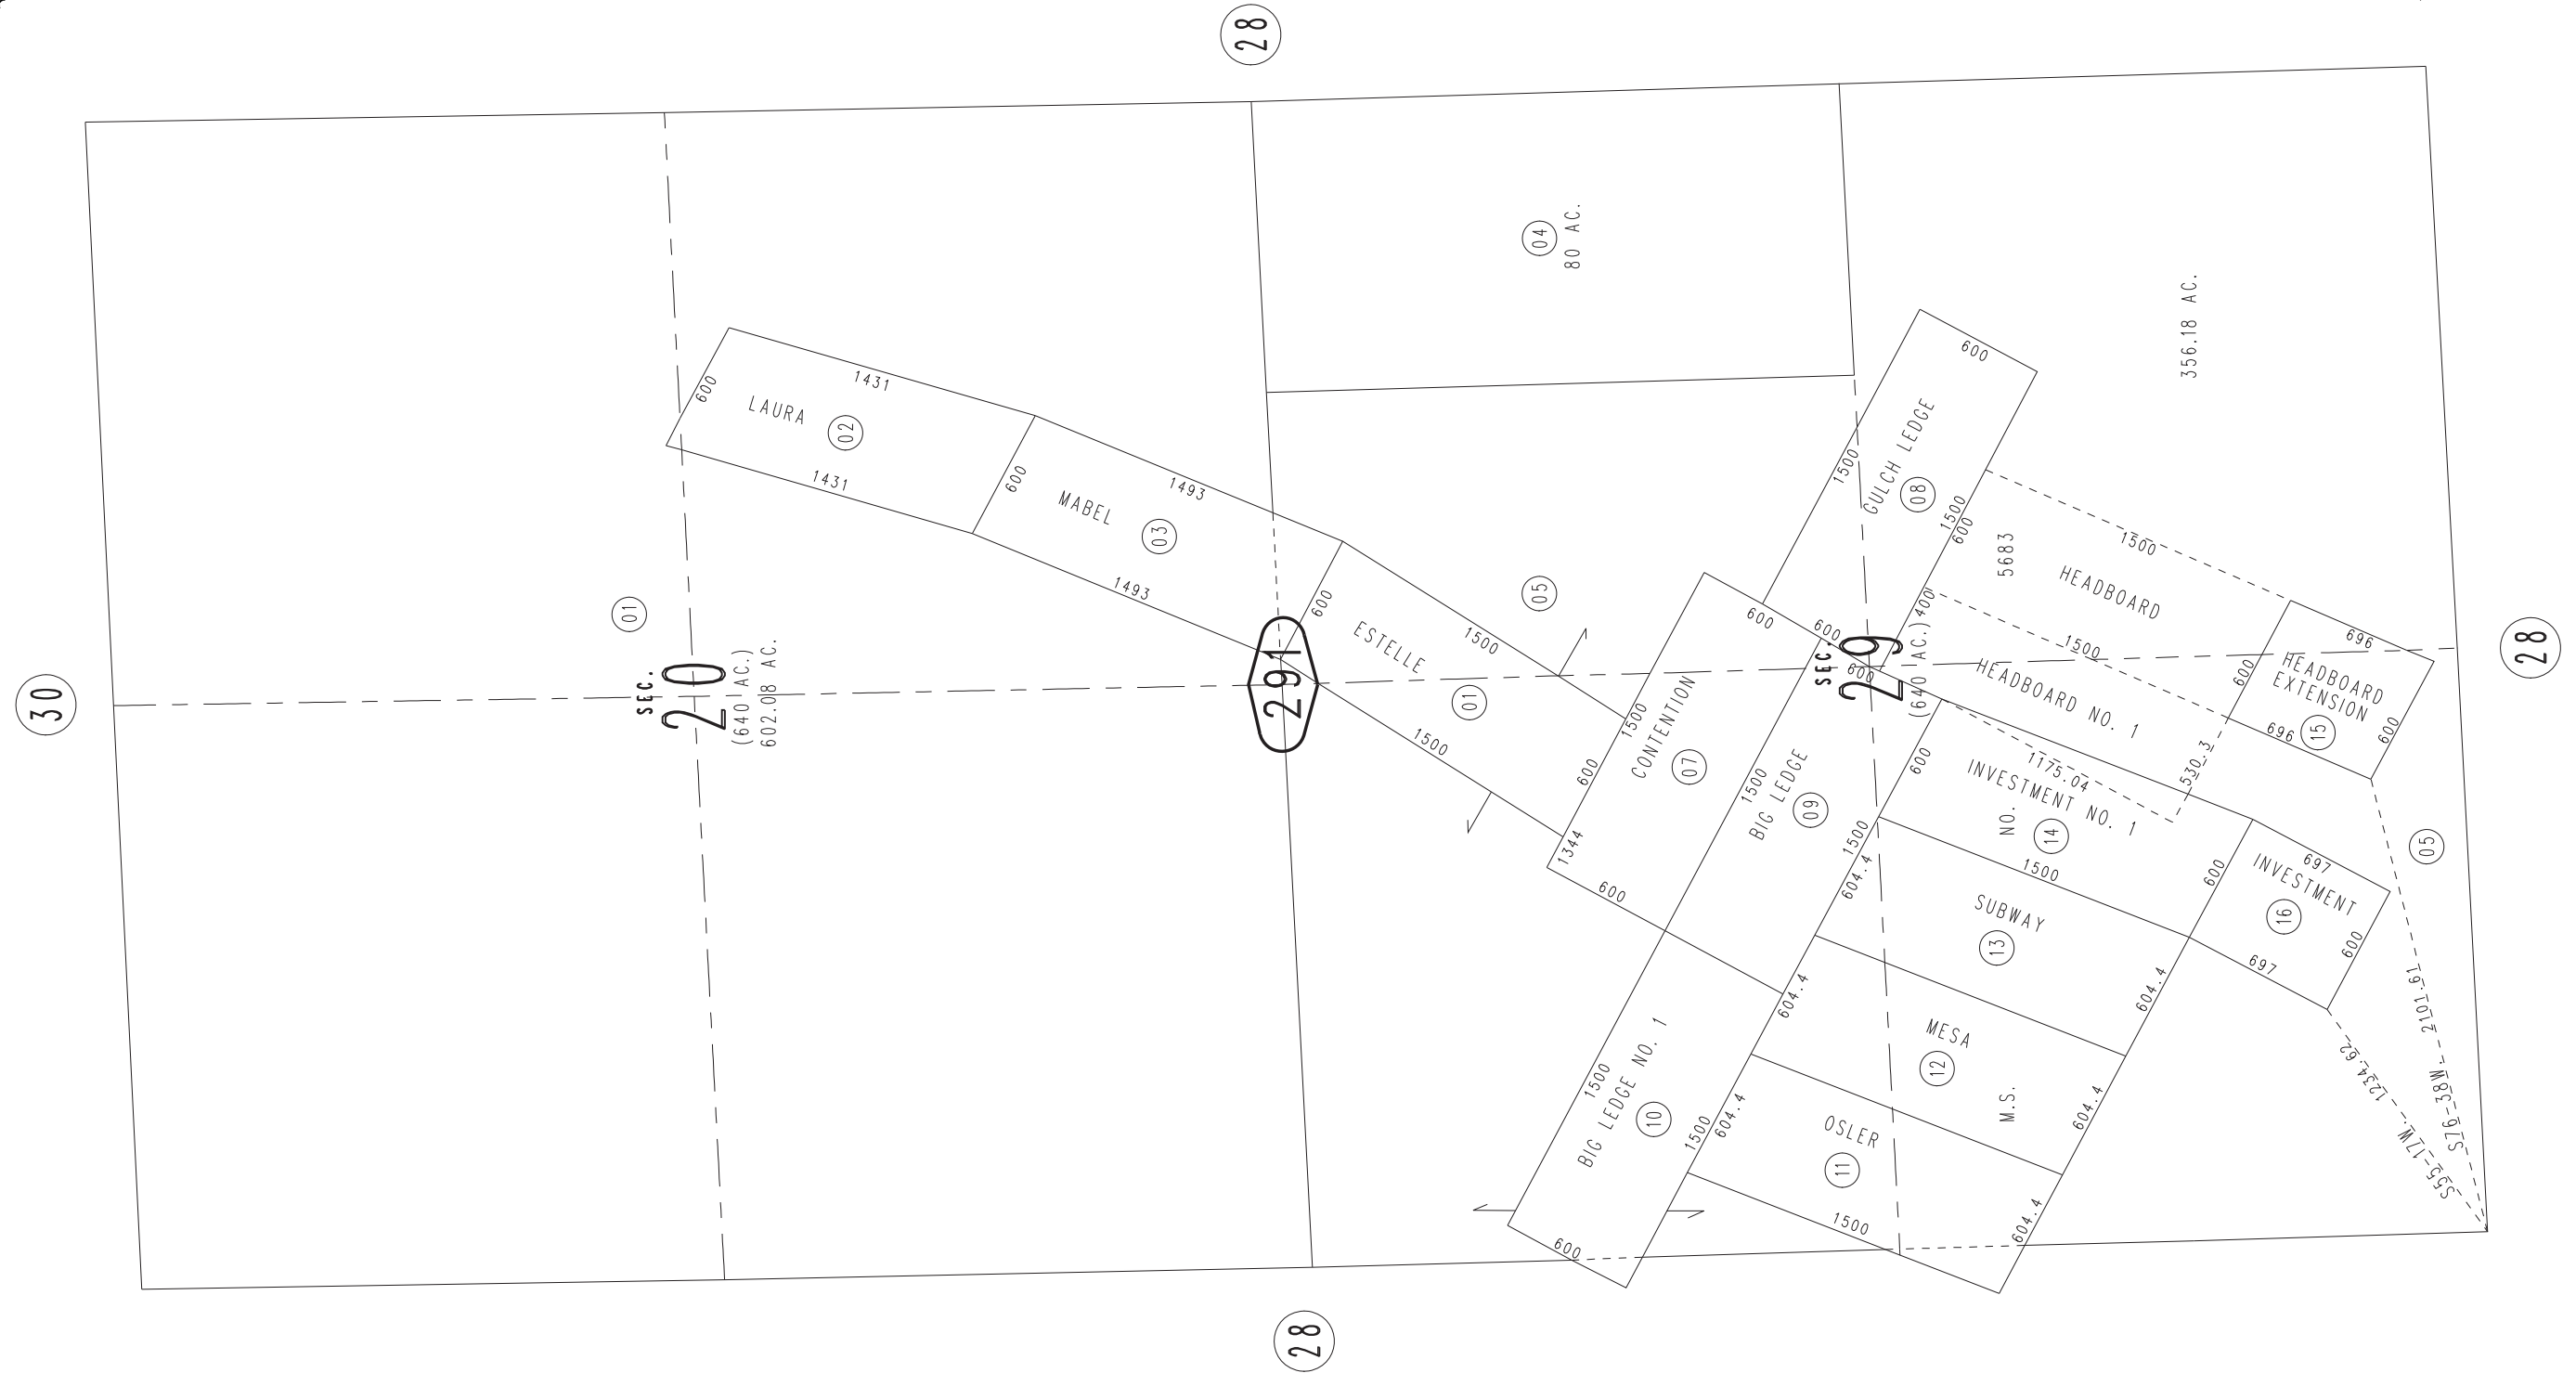 28
30
01
SEC.
20
(640 AC.)
602.08 AC.
600
1431
LAURA
02
1431
600
1493
MABEL
03
1493
291
600
ESTELLE
1500
01
1500
05
04
80 AC.
1500
600
1344
CONTENTION
07
600
600
600
600
SEC.
29
(640 AC.)
400
1500
GULCH LEDGE
08
600
1500
600
356.18 AC.
1500
BIG LEDGE
09
1500
604.4
600
604.4
1500
BIG LEDGE NO. 1
10
1500
604.4
600
5683
HEADBOARD
1500
1500
HEADBOARD NO. 1
530.3
1175.04
INVESTMENT NO. 1
NO.
14
1500
600
SUBWAY
13
604.4
MESA
12
M.S.
604.4
OSLER
11
1500
604.4
600
HEADBOARD
EXTENSION
15
696
696
600
INVESTMENT
16
697
697
600
05
S76-38W. 2101.61
S55-17W. 1234.62
28
28